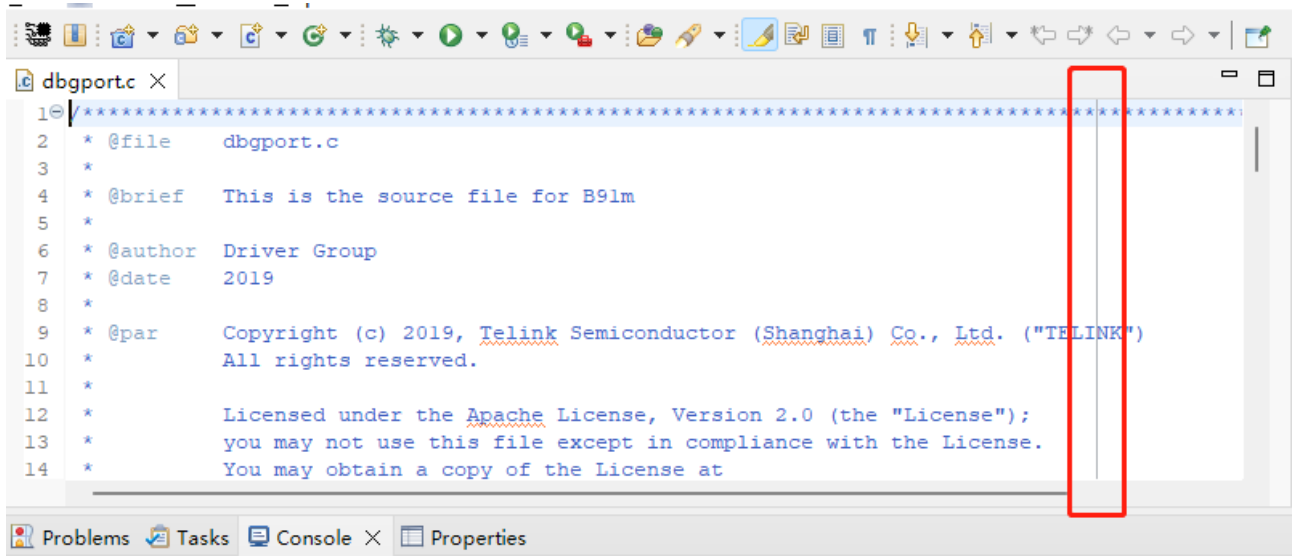 dbgport.c
1 /******************************************************************************************
2 * @file dbgport.c
3 *
4 * @brief This is the source file for B91m
5 *
6 * @author Driver Group
7 * @date 2019
8 *
9 * @par Copyright (c) 2019, Telink Semiconductor (Shanghai) Co., Ltd. ("TELINK")
10 * All rights reserved.
11 *
12 * Licensed under the Apache License, Version 2.0 (the "License");
13 * you may not use this file except in compliance with the License.
14 * You may obtain a copy of the License at
Problems Tasks Console Properties